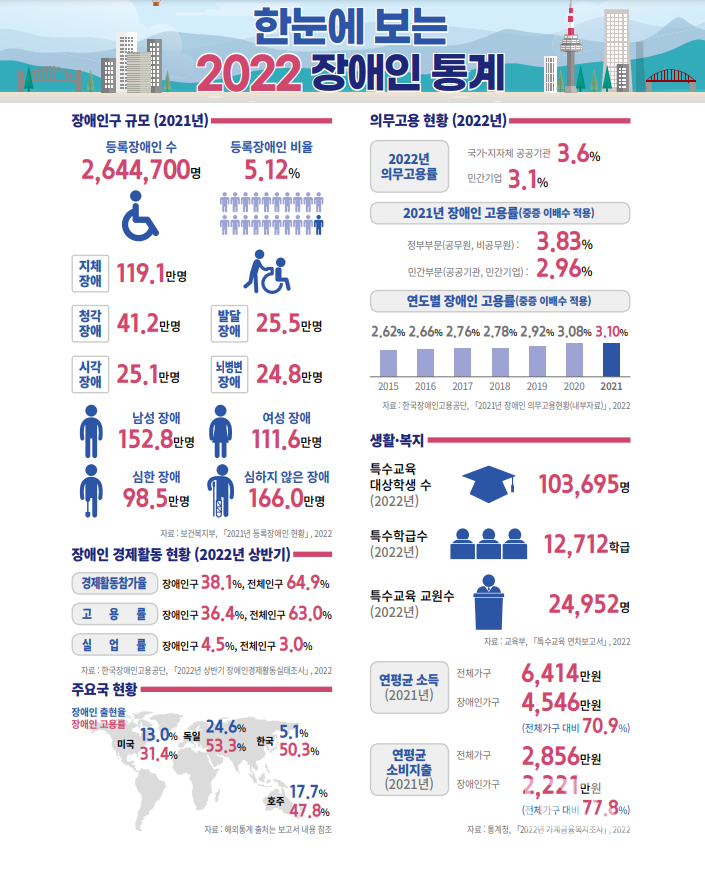 한눈에 보는
2022 장애인 통계
장애인구 규모 (2021년)
등록장애인 수
2,644,700명
등록장애인 비율
5.12%
지체
장애
119.1만명
청각
장애
41.2만명
발달
장애
25.5만명
시각
장애
25.1만명
뇌병변
장애
24.8만명
남성 장애
152.8만명
여성 장애
111.6만명
심한 장애
98.5만명
심하지 않은 장애
166.0만명
자료 : 보건복지부, 「2021년 등록장애인 현황」, 2022
장애인 경제활동 현황 (2022년 상반기)
경제활동참가율
장애인구 38.1%, 전체인구 64.9%
고 용 률
장애인구 36.4%, 전체인구 63.0%
실 업 률
장애인구 4.5%, 전체인구 3.0%
자료 : 한국장애인고용공단, 「2022년 상반기 장애인경제활동실태조사」, 2022
주요국 현황
장애인 출현율
장애인 고용률
미국
13.0%
31.4%
독일
24.6%
53.3%
한국
5.1%
50.3%
호주
17.7%
47.8%
자료 : 해외통계 출처는 보고서 내용 참조
의무고용 현황 (2022년)
2022년
의무고용률
국가·지자체 공공기관 3.6%
민간기업 3.1%
2021년 장애인 고용률(중증 이배수 적용)
정부부문(공무원, 비공무원) : 3.83%
민간부문(공공기관, 민간기업) : 2.96%
연도별 장애인 고용률(중증 이배수 적용)
2.62% 2.66% 2.76% 2.78% 2.92% 3.08% 3.10%
2015 2016 2017 2018 2019 2020 2021
자료 : 한국장애인고용공단, 「2021년 장애인 의무고용현황(내부자료)」, 2022
생활·복지
특수교육
대상학생 수
(2022년)
103,695명
특수학급수
(2022년)
12,712학급
특수교육 교원수
(2022년)
24,952명
자료 : 교육부, 「특수교육 연차보고서」, 2022
연평균 소득
(2021년)
전체가구 6,414만원
장애인가구 4,546만원
(전체가구 대비 70.9%)
연평균
소비지출
(2021년)
전체가구 2,856만원
장애인가구 2,221만원
(전체가구 대비 77.8%)
자료 : 통계청, 「2022년 가계금융복지조사」, 2022